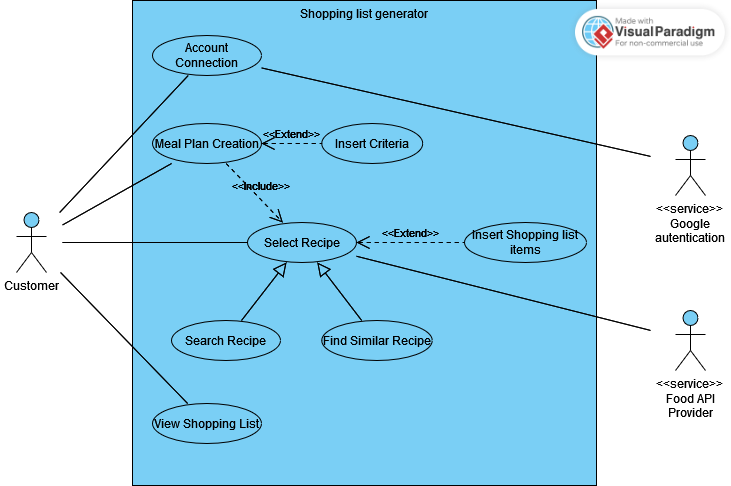 Shopping list generator
Made with
VisualParadigm
For non-commercial use
Account
Connection
Meal Plan Creation
<<Extend>>
Insert Criteria
<<Include>>
<<service>>
Google
autentication
Select Recipe
<<Extend>>
Insert Shopping list
items
Customer
Search Recipe
Find Similar Recipe
<<service>>
Food API
Provider
View Shopping List